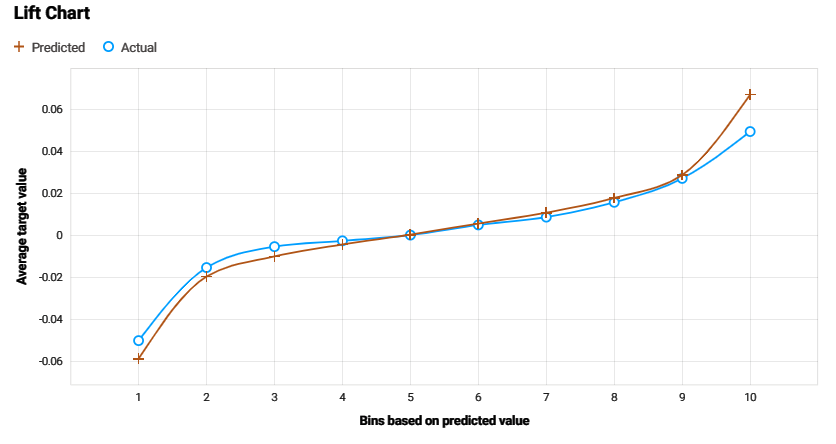 Lift Chart
Predicted Actual
0.06
0.04
0.02
0
-0.02
-0.04
-0.06
Average target value
1 2 3 4 5 6 7 8 9 10
Bins based on predicted value